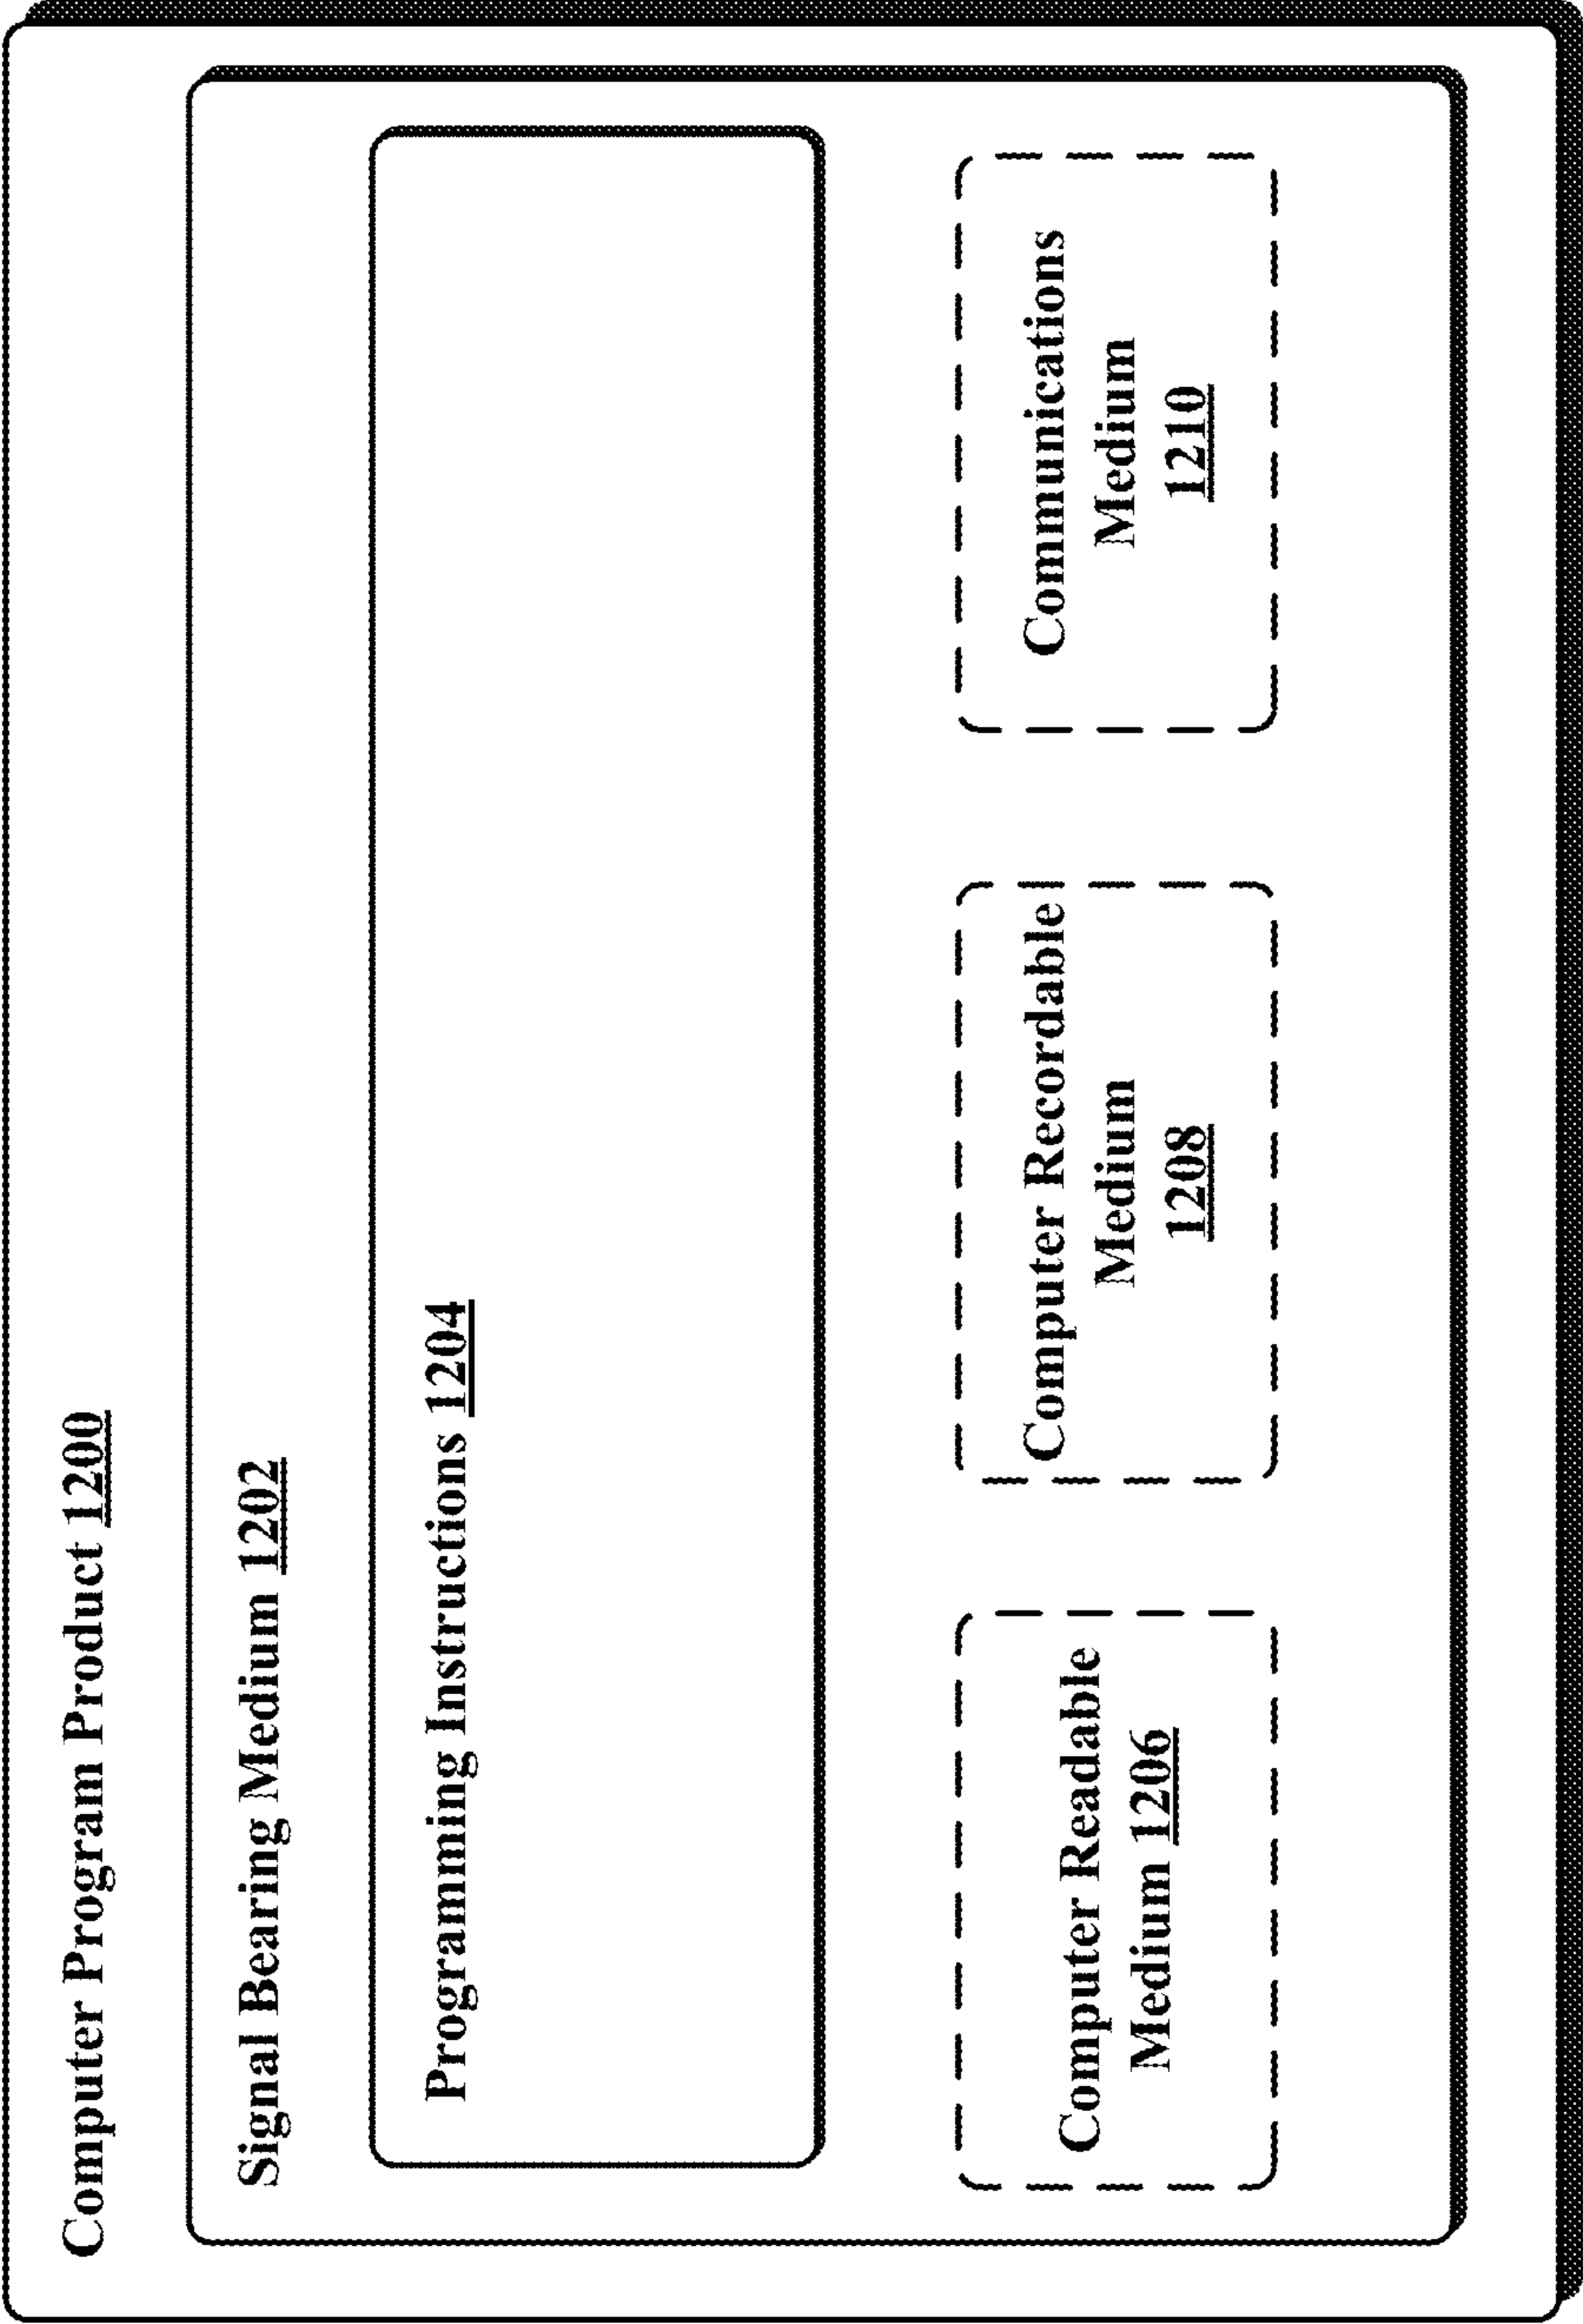 Computer Program Product 1200
Signal Bearing Medium 1202
Programming Instructions 1204
Computer Readable
Medium 1206
Computer Recordable
Medium
1208
Communications
Medium
1210